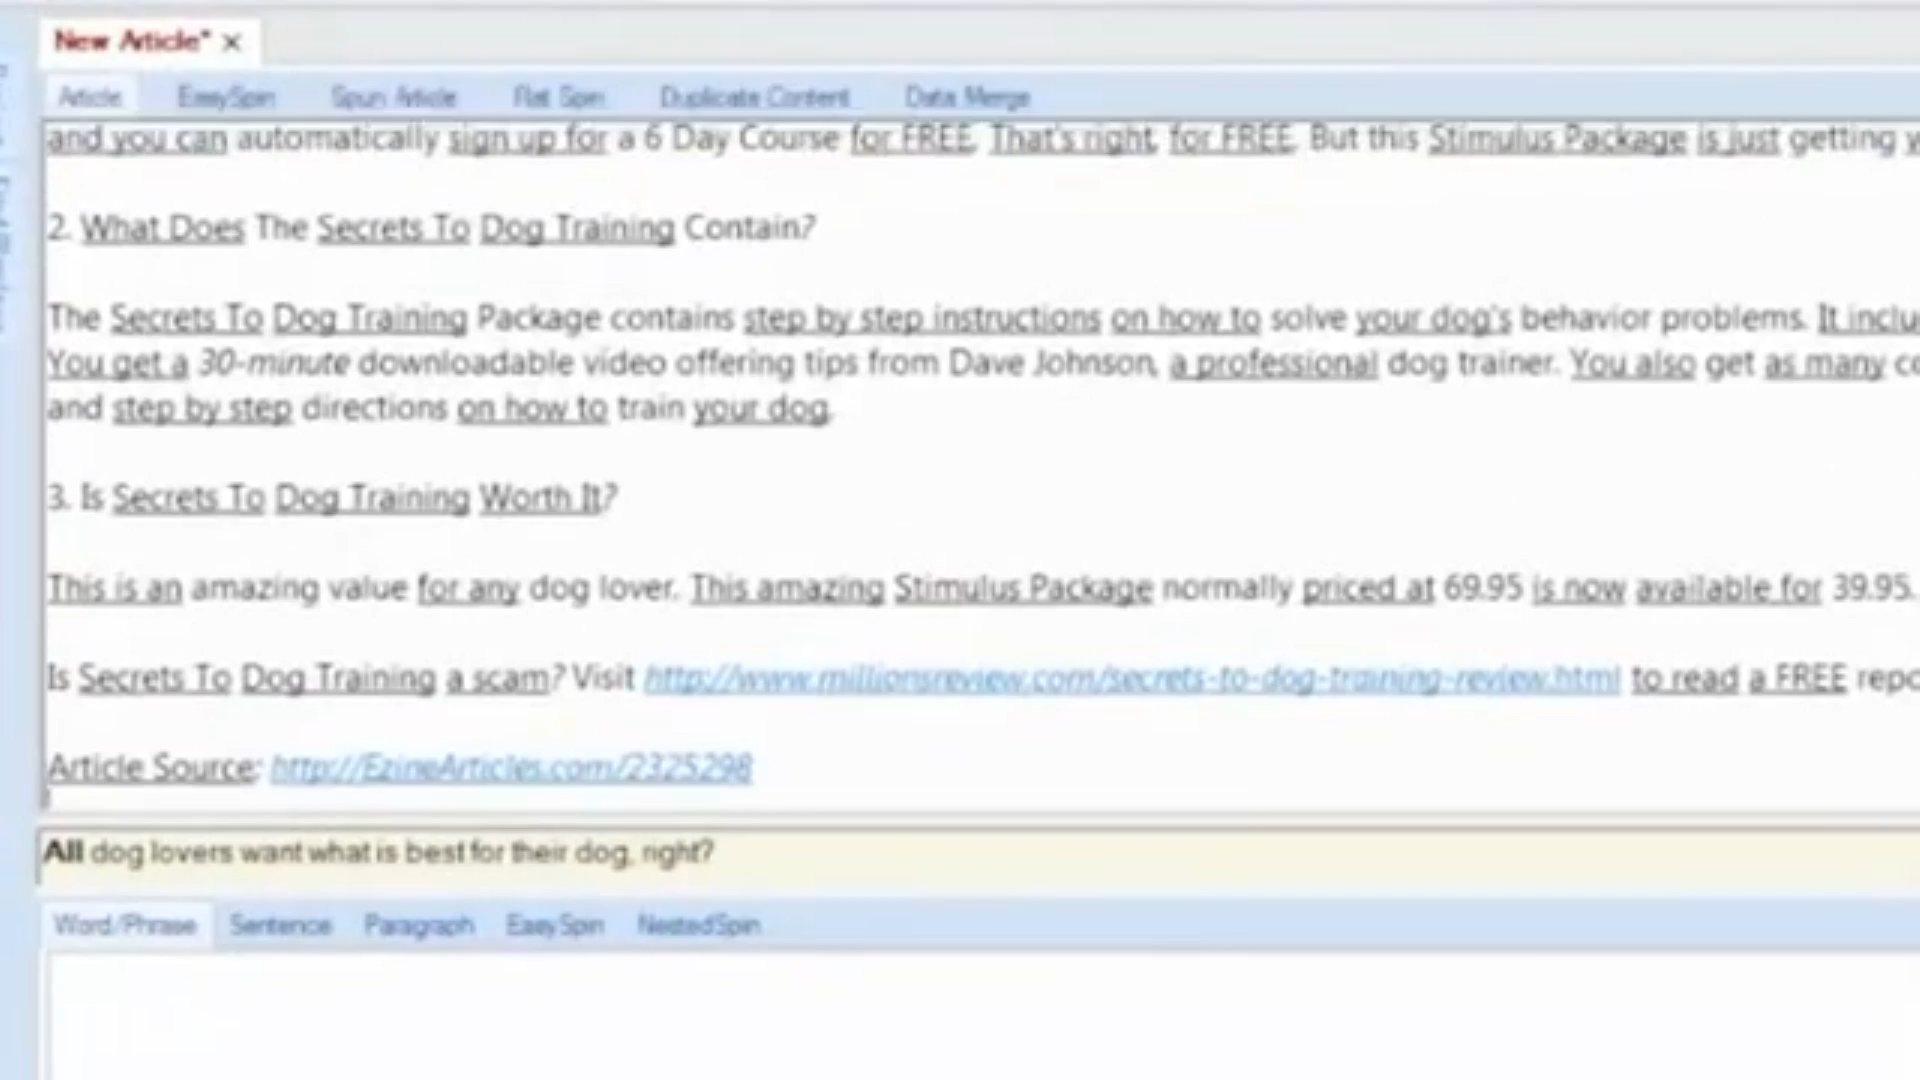 New Article* x
Article EasySpin Spun Article Flat Spin Duplicate Content Data Merge
and you can automatically sign up for a 6 Day Course for FREE. That's right, for FREE. But this Stimulus Package is just getting
2. What Does The Secrets To Dog Training Contain?
The Secrets To Dog Training Package contains step by step instructions on how to solve your dog's behavior problems. It
You get a 30-minute downloadable video offering tips from Dave Johnson, a professional dog trainer. You also get as many
and step by step directions on how to train your dog.
3. Is Secrets To Dog Training Worth It?
This is an amazing value for any dog lover. This amazing Stimulus Package normally priced at 69.95 is now available for 39.95.
Is Secrets To Dog Training a scam? Visit http://www.millionsreview.com/secrets-to-dog-training-review.html to read a FREE
Article Source: http://EzineArticles.com/2325298
All dog lovers want what is best for their dog, right?
Word/Phrase Sentence Paragraph EasySpin NestedSpin